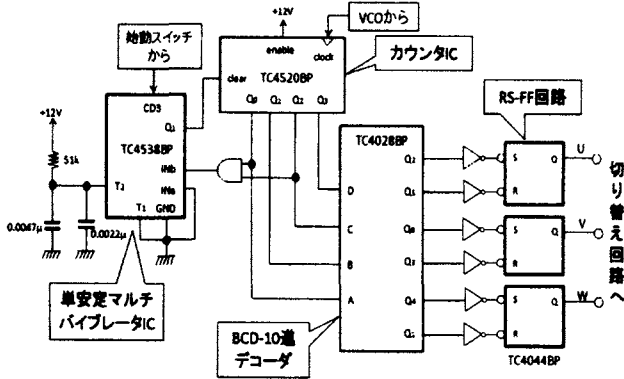 +12V
VCOから
始動スイッチ
から
enable
clock
clear
TC4520BP
Q₀
Q₁
Q₂
Q₃
カウンタIC
RS-FF回路
CD3
Q₁
TC4538BP
INb
INa
T₂
T₁
GND
+12V
51k
0.0047μ
0.0022μ
単安定マルチ
バイブレータIC
TC4028BP
D
C
B
A
Q₂
Q₅
Q₀
Q₃
Q₄
BCD-10進
デコーダ
S
Q
R
U
S
Q
R
V
S
Q
R
W
TC4044BP
切り替え回路へ